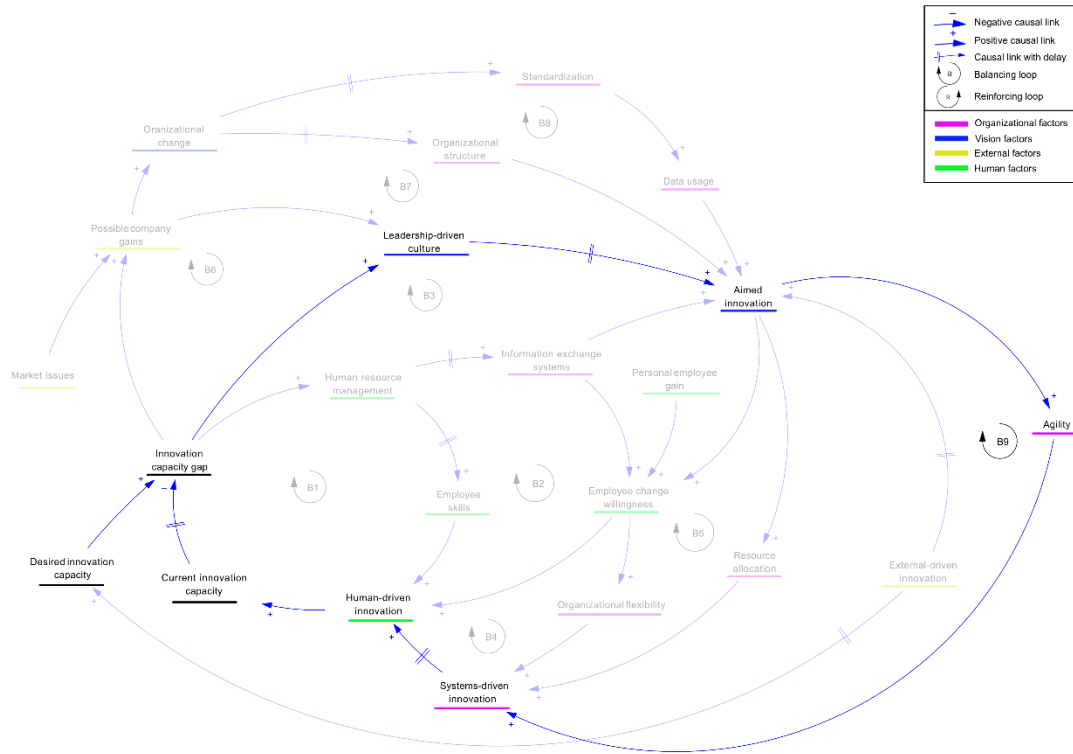 Negative causal link
Positive causal link
Causal link with delay
B
Balancing loop
R
Reinforcing loop
Organizational factors
Vision factors
External factors
Human factors
Standardization
B8
Oranizational
change
Organizational
structure
Data usage
B7
Possible company
gains
Leadership-driven
culture
B6
B3
Aimed
innovation
Market issues
Human resource
management
Information exchange
systems
Personal employee
gain
Agility
B9
Innovation
capacity gap
B1
B2
Employee
skills
Employee change
willingness
B5
Desired innovation
capacity
Current innovation
capacity
Resource
allocation
External-driven
innovation
Human-driven
innovation
Organizational flexibility
B4
Systems-driven
innovation